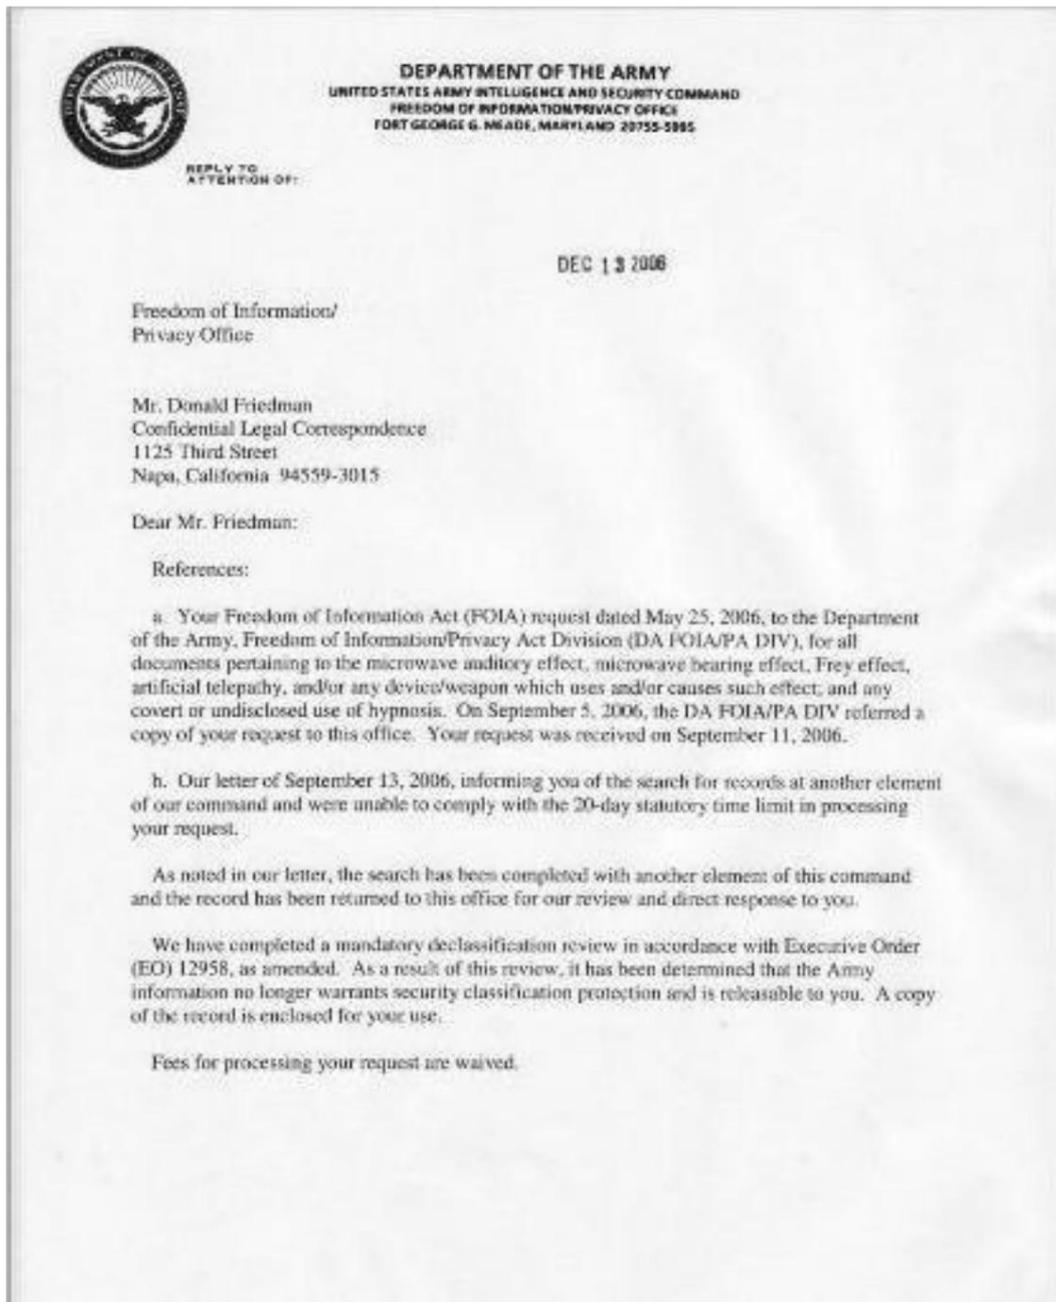 DEPARTMENT OF THE ARMY
UNITED STATES ARMY INTELLIGENCE AND SECURITY COMMAND
FREEDOM OF INFORMATION/PRIVACY OFFICE
FORT GEORGE G. MEADE, MARYLAND 20755-5995
REPLY TO
ATTENTION OF:
DEC 13 2006
Freedom of Information/
Privacy Office
Mr. Donald Friedman
Confidential Legal Correspondence
1125 Third Street
Napa, California 94559-3015
Dear Mr. Friedman:
References:
a. Your Freedom of Information Act (FOIA) request dated May 25, 2006, to the Department
of the Army, Freedom of Information/Privacy Act Division (DA FOIA/PA DIV), for all
documents pertaining to the microwave auditory effect, microwave hearing effect, Frey effect,
artificial telepathy, and/or any device/weapon which uses and/or causes such effect; and any
covert or undisclosed use of hypnosis. On September 5, 2006, the DA FOIA/PA DIV referred a
copy of your request to this office. Your request was received on September 11, 2006.
b. Our letter of September 13, 2006, informing you of the search for records at another element
of our command and were unable to comply with the 20-day statutory time limit in processing
your request.
As noted in our letter, the search has been completed with another element of this command
and the record has been returned to this office for our review and direct response to you.
We have completed a mandatory declassification review in accordance with Executive Order
(EO) 12958, as amended. As a result of this review, it has been determined that the Army
information no longer warrants security classification protection and is releasable to you. A copy
of the record is enclosed for your use.
Fees for processing your request are waived.